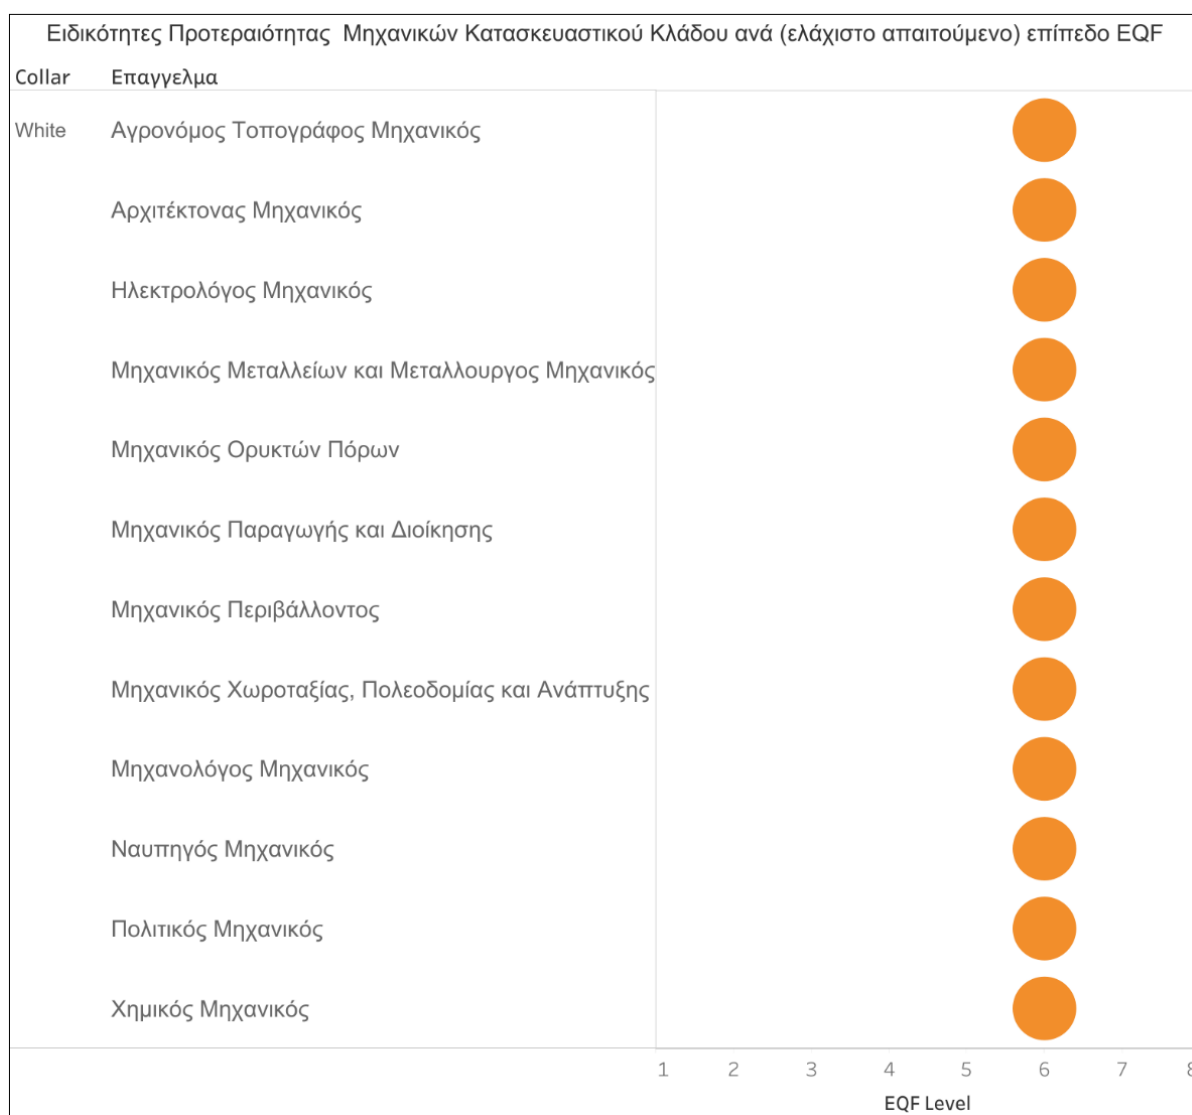 Ειδικότητες Προτεραιότητας Μηχανικών Κατασκευαστικού Κλάδου ανά (ελάχιστο απαιτούμενο) επίπεδο EQF
Collar Επαγγελμα
White Αγρονόμος Τοπογράφος Μηχανικός
Αρχιτέκτονας Μηχανικός
Ηλεκτρολόγος Μηχανικός
Μηχανικός Μεταλλείων και Μεταλλουργος Μηχανικός
Μηχανικός Ορυκτών Πόρων
Μηχανικός Παραγωγής και Διοίκησης
Μηχανικός Περιβάλλοντος
Μηχανικός Χωροταξίας, Πολεοδομίας και Ανάπτυξης
Μηχανολόγος Μηχανικός
Ναυπηγός Μηχανικός
Πολιτικός Μηχανικός
Χημικός Μηχανικός
1 2 3 4 5 6 7 8
EQF Level